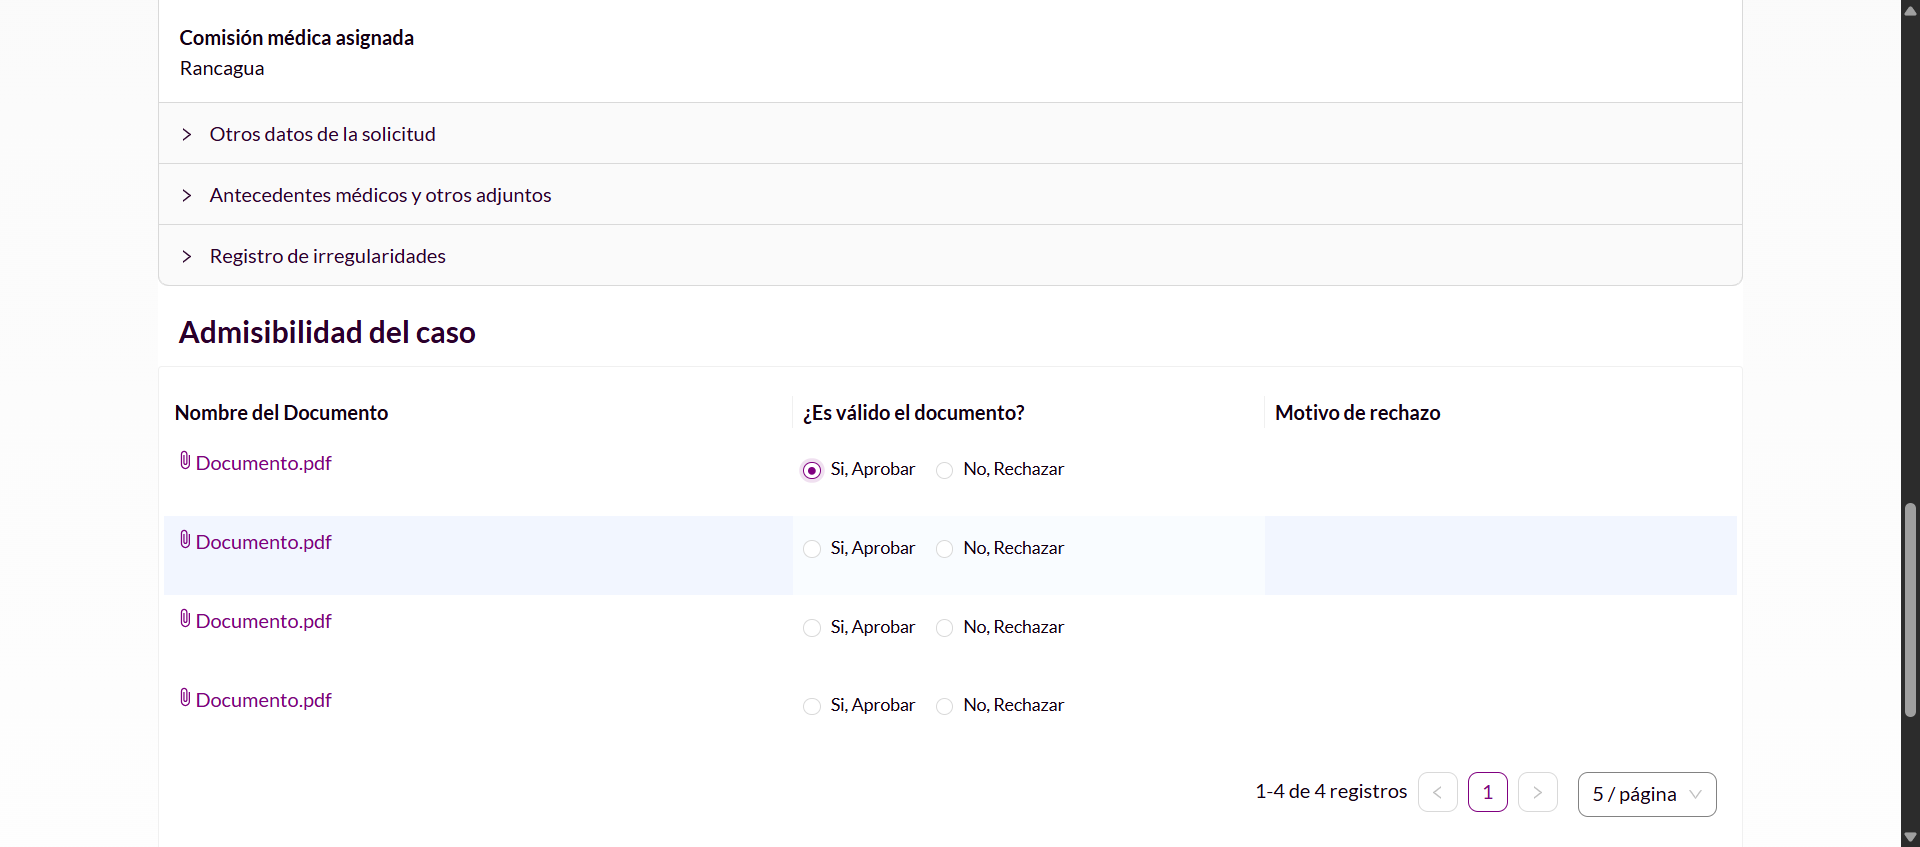 Comisión médica asignada
Rancagua
Otros datos de la solicitud
Antecedentes médicos y otros adjuntos
Registro de irregularidades
Admisibilidad del caso
Nombre del Documento ¿Es válido el documento? Motivo de rechazo
Documento.pdf Si, Aprobar No, Rechazar
Documento.pdf Si, Aprobar No, Rechazar
Documento.pdf Si, Aprobar No, Rechazar
Documento.pdf Si, Aprobar No, Rechazar
1-4 de 4 registros < 1 > 5 / página